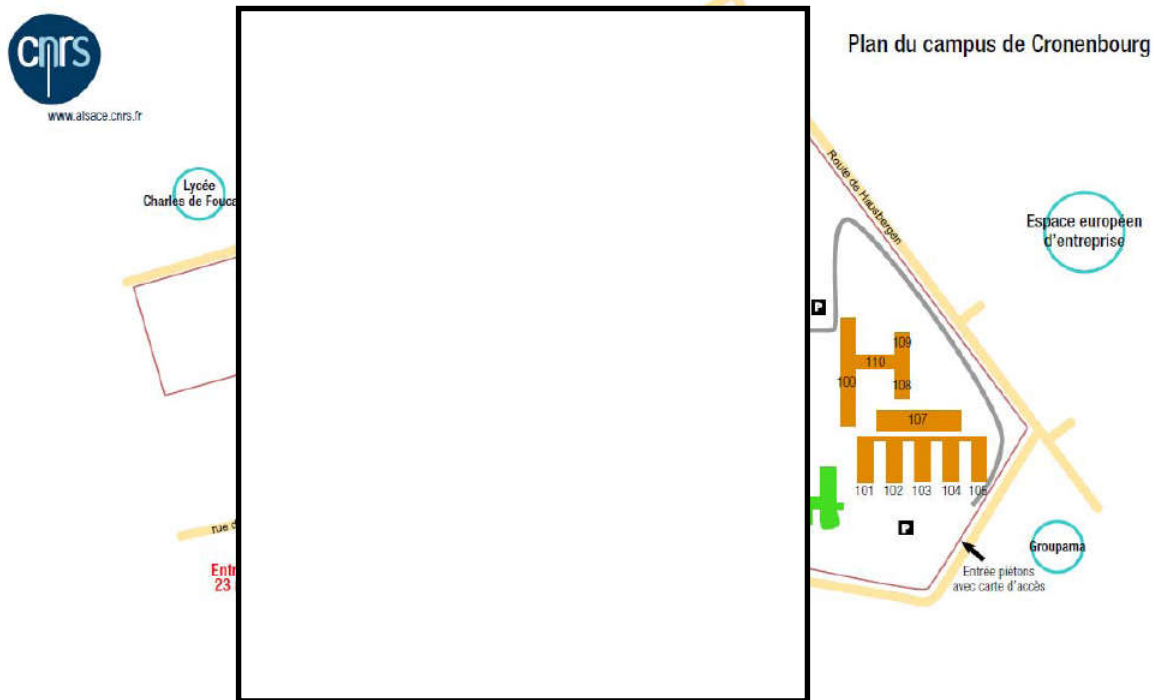 cnrs
www.alsace.cnrs.fr
Plan du campus de Cronenbourg
Lycée
Charles de Fouca
Route de Hausbergen
Espace européen
d'entreprise
P
109
110
100
108
107
101 102 103 104 105
rue d
P
Groupama
Entr
23
Entrée piétons
avec carte d'accès